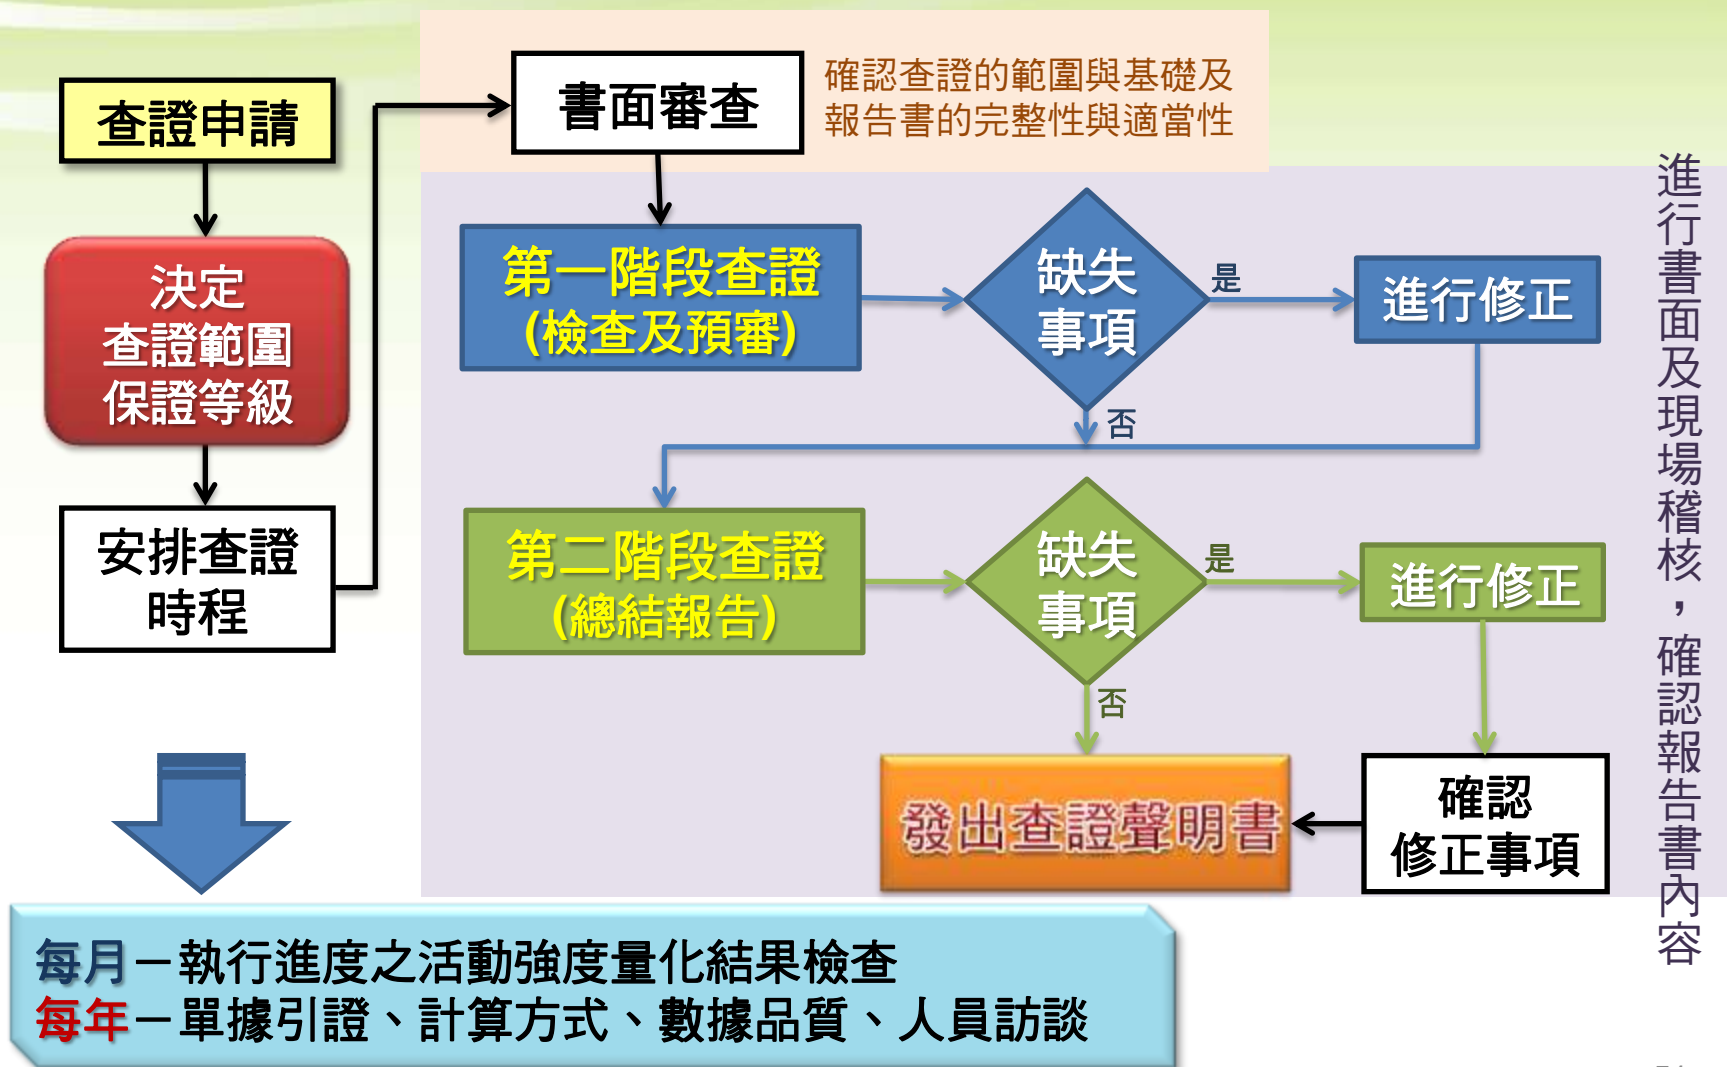 查證申請
決定
查證範圍
保證等級
安排查證
時程
書面審查
確認查證的範圍與基礎及
報告書的完整性與適當性
第一階段查證
(檢查及預審)
缺失
事項
是
進行修正
否
第二階段查證
(總結報告)
缺失
事項
是
進行修正
否
發出查證聲明書
確認
修正事項
進行書面及現場稽核，確認報告書內容
每月－執行進度之活動強度量化結果檢查
每年－單據引證、計算方式、數據品質、人員訪談